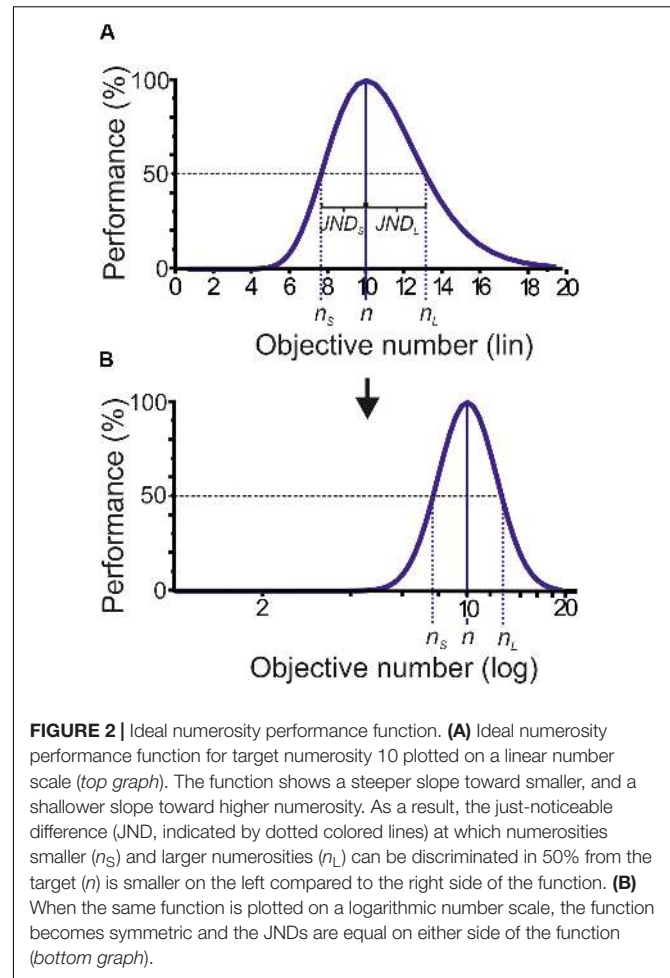 A
Performance (%)
100
50
0
JNDS JNDL
0 2 4 6 8 10 12 14 16 18 20
nS n nL
Objective number (lin)
B
Performance (%)
100
50
0
2 10 20
nS n nL
Objective number (log)
FIGURE 2 | Ideal numerosity performance function. (A) Ideal numerosity
performance function for target numerosity 10 plotted on a linear number
scale (top graph). The function shows a steeper slope toward smaller, and a
shallower slope toward higher numerosity. As a result, the just-noticeable
difference (JND, indicated by dotted colored lines) at which numerosities
smaller (nS) and larger numerosities (nL) can be discriminated in 50% from the
target (n) is smaller on the left compared to the right side of the function. (B)
When the same function is plotted on a logarithmic number scale, the function
becomes symmetric and the JNDs are equal on either side of the function
(bottom graph).